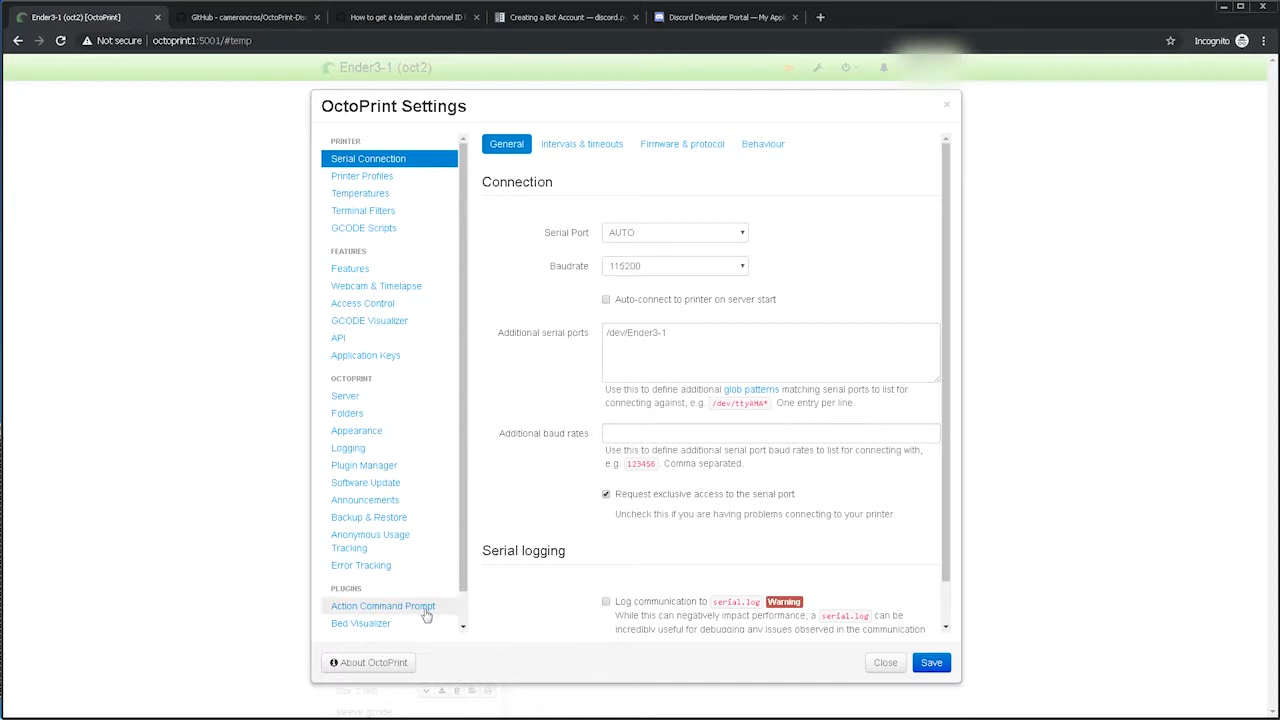 Ender3-1 (oct2) [OctoPrint]
GitHub - cameroncros/OctoPrint-Dis
How to get a token and channel ID
Creating a Bot Account — discord.p
Discord Developer Portal — My Appl
Not secure
octoprint1:5001/#temp
Incognito
Ender3-1 (oct2)
OctoPrint Settings
PRINTER
Serial Connection
Printer Profiles
Temperatures
Terminal Filters
GCODE Scripts
FEATURES
Features
Webcam & Timelapse
Access Control
GCODE Visualizer
API
Application Keys
OCTOPRINT
Server
Folders
Appearance
Logging
Plugin Manager
Software Update
Announcements
Backup & Restore
Anonymous Usage
Tracking
Error Tracking
PLUGINS
Action Command Prompt
Bed Visualizer
General
Intervals & timeouts
Firmware & protocol
Behaviour
Connection
Serial Port
AUTO
Baudrate
115200
Auto-connect to printer on server start
Additional serial ports
/dev/Ender3-1
Use this to define additional glob patterns matching serial ports to list for
connecting against, e.g. /dev/ttyAMA* . One entry per line.
Additional baud rates
Use this to define additional serial port baud rates to list for connecting with,
e.g. 123456 . Comma separated.
Request exclusive access to the serial port
Uncheck this if you are having problems connecting to your printer.
Serial logging
Log communication to serial.log Warning
While this can negatively impact performance, a serial.log can be
incredibly useful for debugging any issues observed in the communication
About OctoPrint
Close
Save
Size: 2.3MB
sleeve.gcode